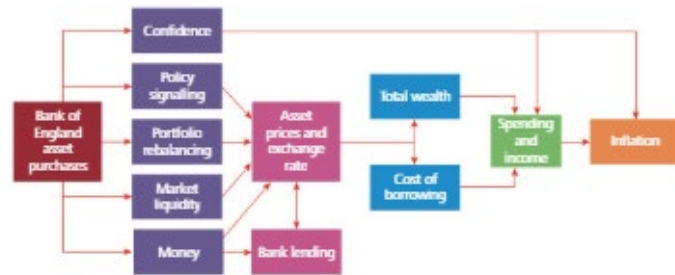 Confidence
Policy
signalling
Bank of
England
asset
purchases
Portfolio
rebalancing
Market
liquidity
Money
Asset
prices and
exchange
rate
Bank lending
Total wealth
Cost of
borrowing
Spending
and
income
Inflation